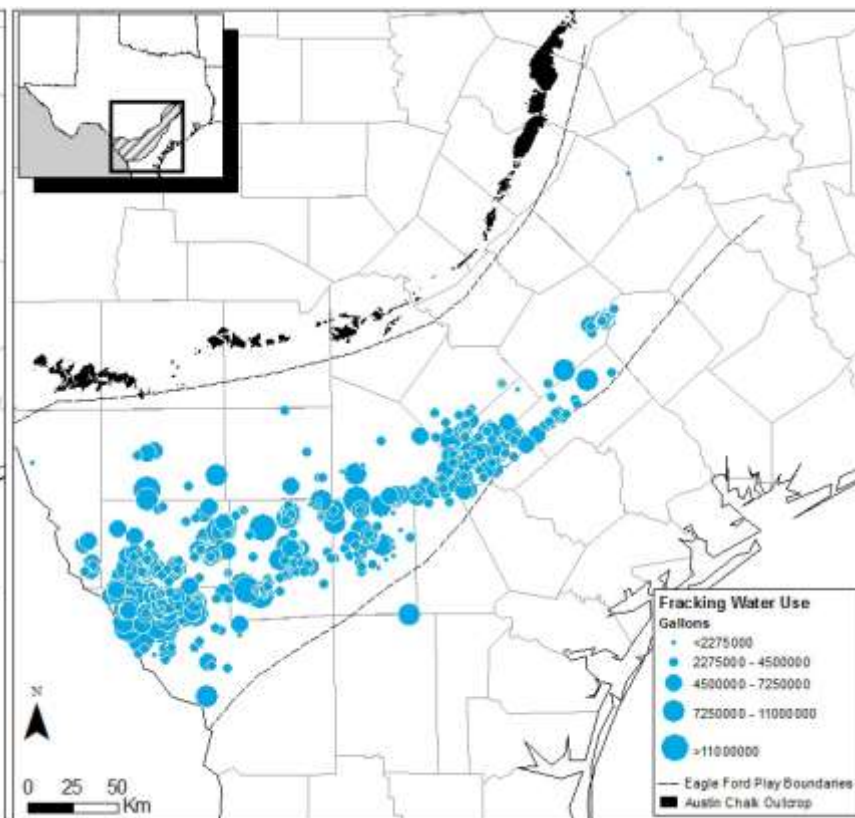 N
0 25 50
Km
Fracking Water Use
Gallons
<2275000
2275000 - 4500000
4500000 - 7250000
7250000 - 11000000
>11000000
Eagle Ford Play Boundaries
Austin Chalk Outcrop